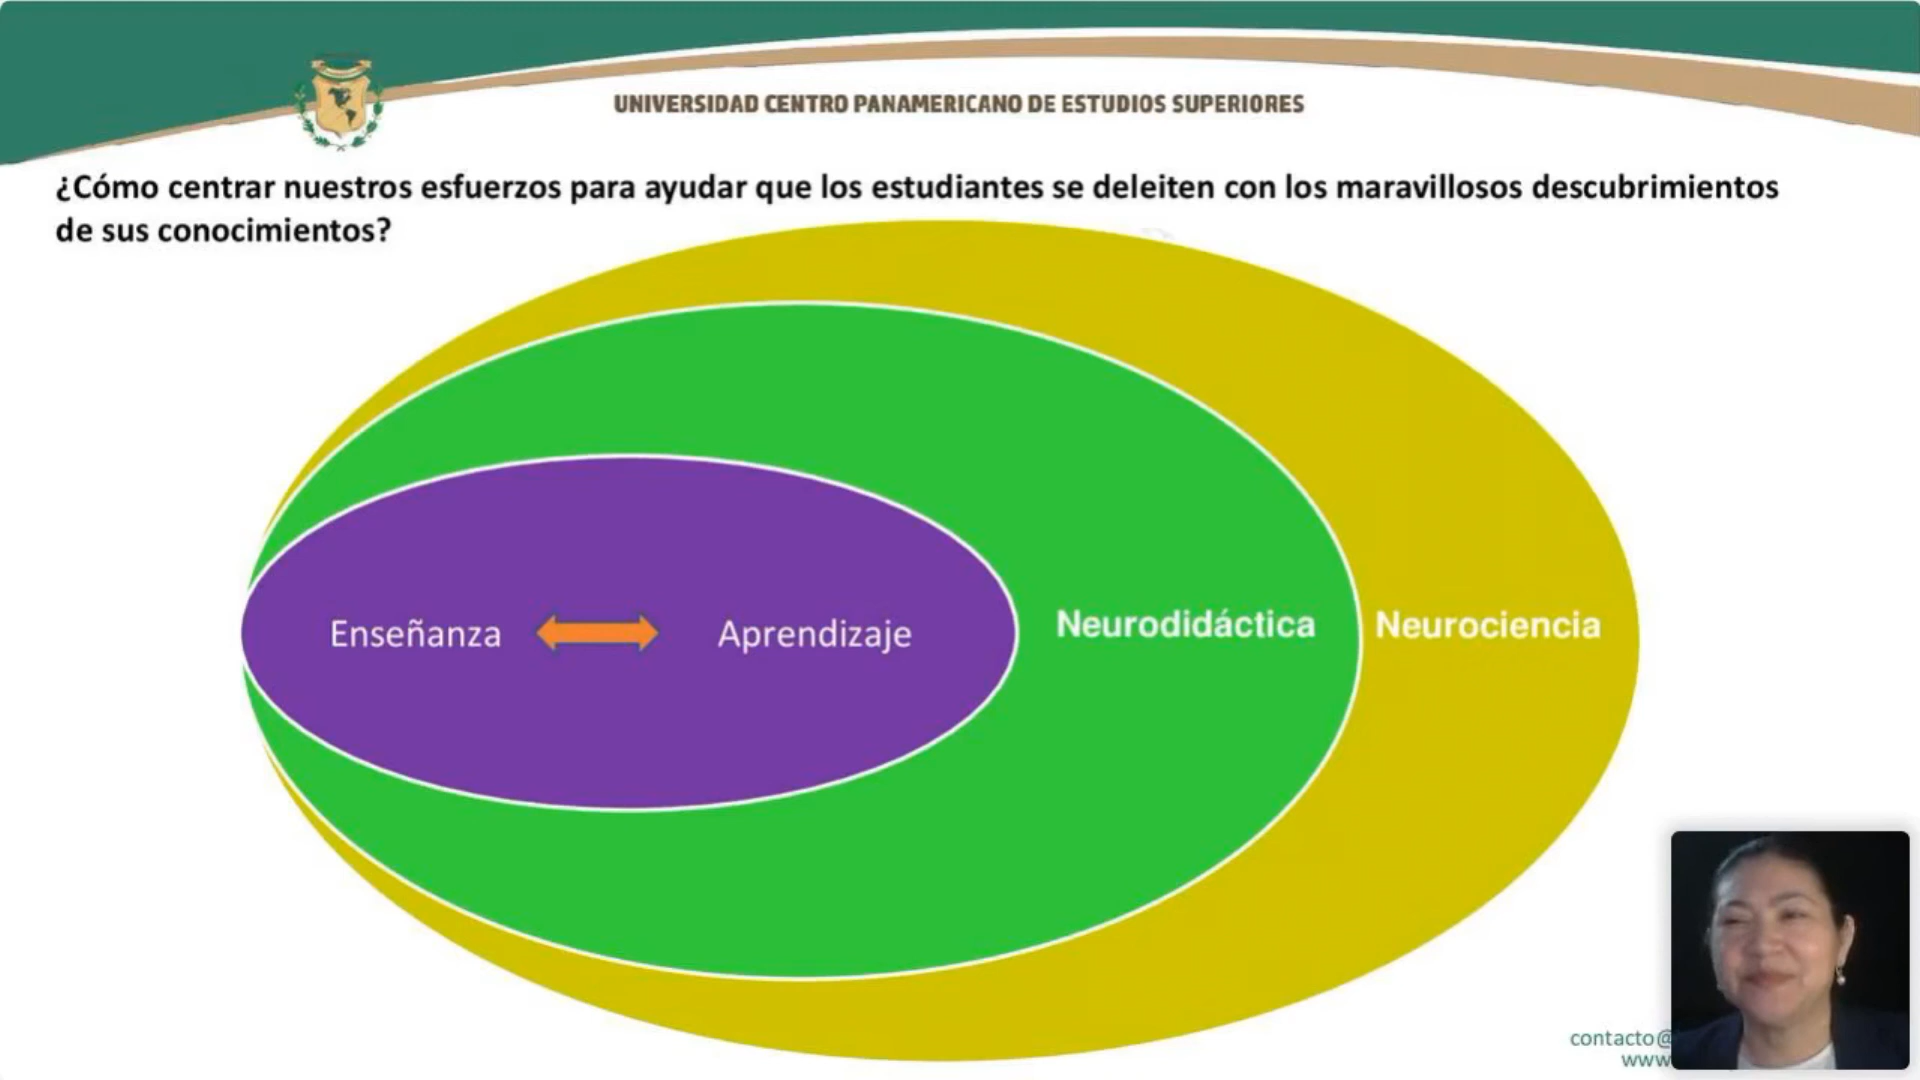 UNIVERSIDAD CENTRO PANAMERICANO DE ESTUDIOS SUPERIORES
¿Cómo centrar nuestros esfuerzos para ayudar que los estudiantes se deleiten con los maravillosos descubrimientos
de sus conocimientos?
Enseñanza
Aprendizaje
Neurodidáctica
Neurociencia
contacto@
www